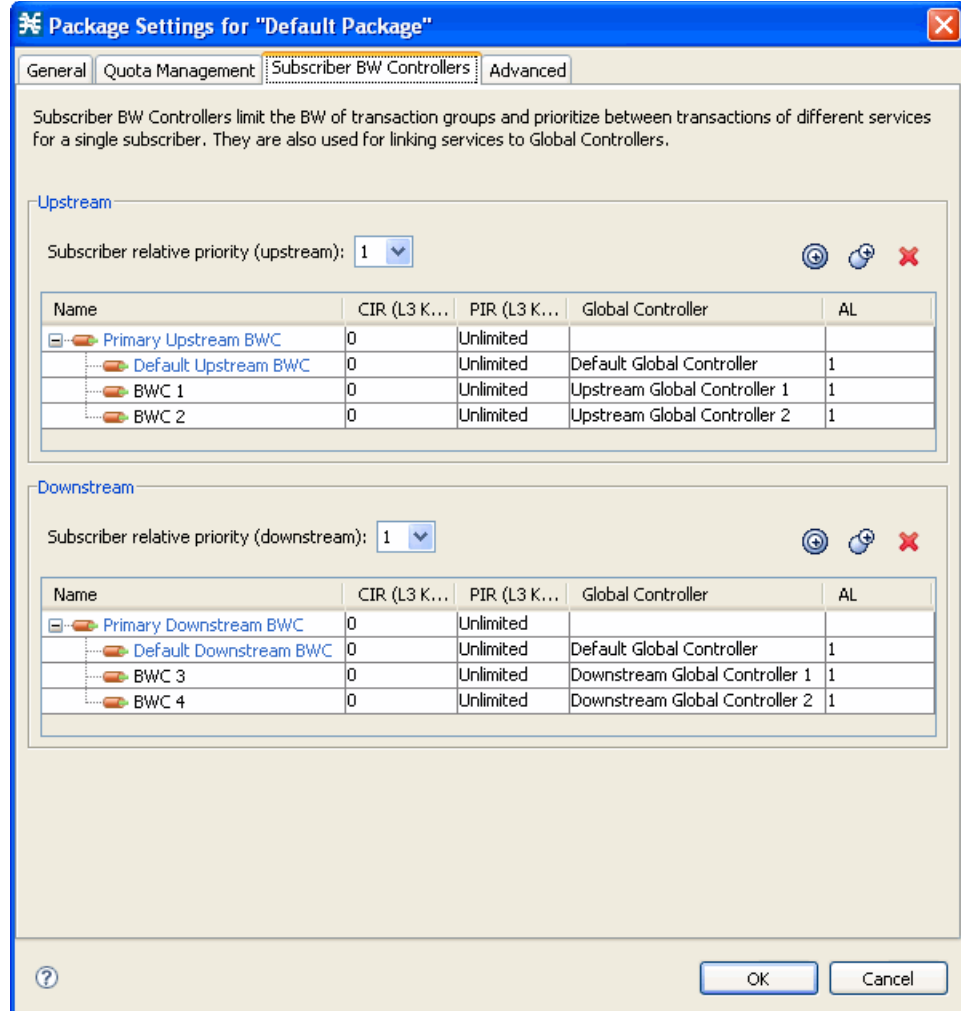 Package Settings for "Default Package"
General Quota Management Subscriber BW Controllers Advanced
Subscriber BW Controllers limit the BW of transaction groups and prioritize between transactions of different services
for a single subscriber. They are also used for linking services to Global Controllers.
Upstream
Subscriber relative priority (upstream): 1
Name CIR (L3 K... PIR (L3 K... Global Controller AL
Primary Upstream BWC 0 Unlimited
Default Upstream BWC 0 Unlimited Default Global Controller 1
BWC 1 0 Unlimited Upstream Global Controller 1 1
BWC 2 0 Unlimited Upstream Global Controller 2 1
Downstream
Subscriber relative priority (downstream): 1
Name CIR (L3 K... PIR (L3 K... Global Controller AL
Primary Downstream BWC 0 Unlimited
Default Downstream BWC 0 Unlimited Default Global Controller 1
BWC 3 0 Unlimited Downstream Global Controller 1 1
BWC 4 0 Unlimited Downstream Global Controller 2 1
? OK Cancel